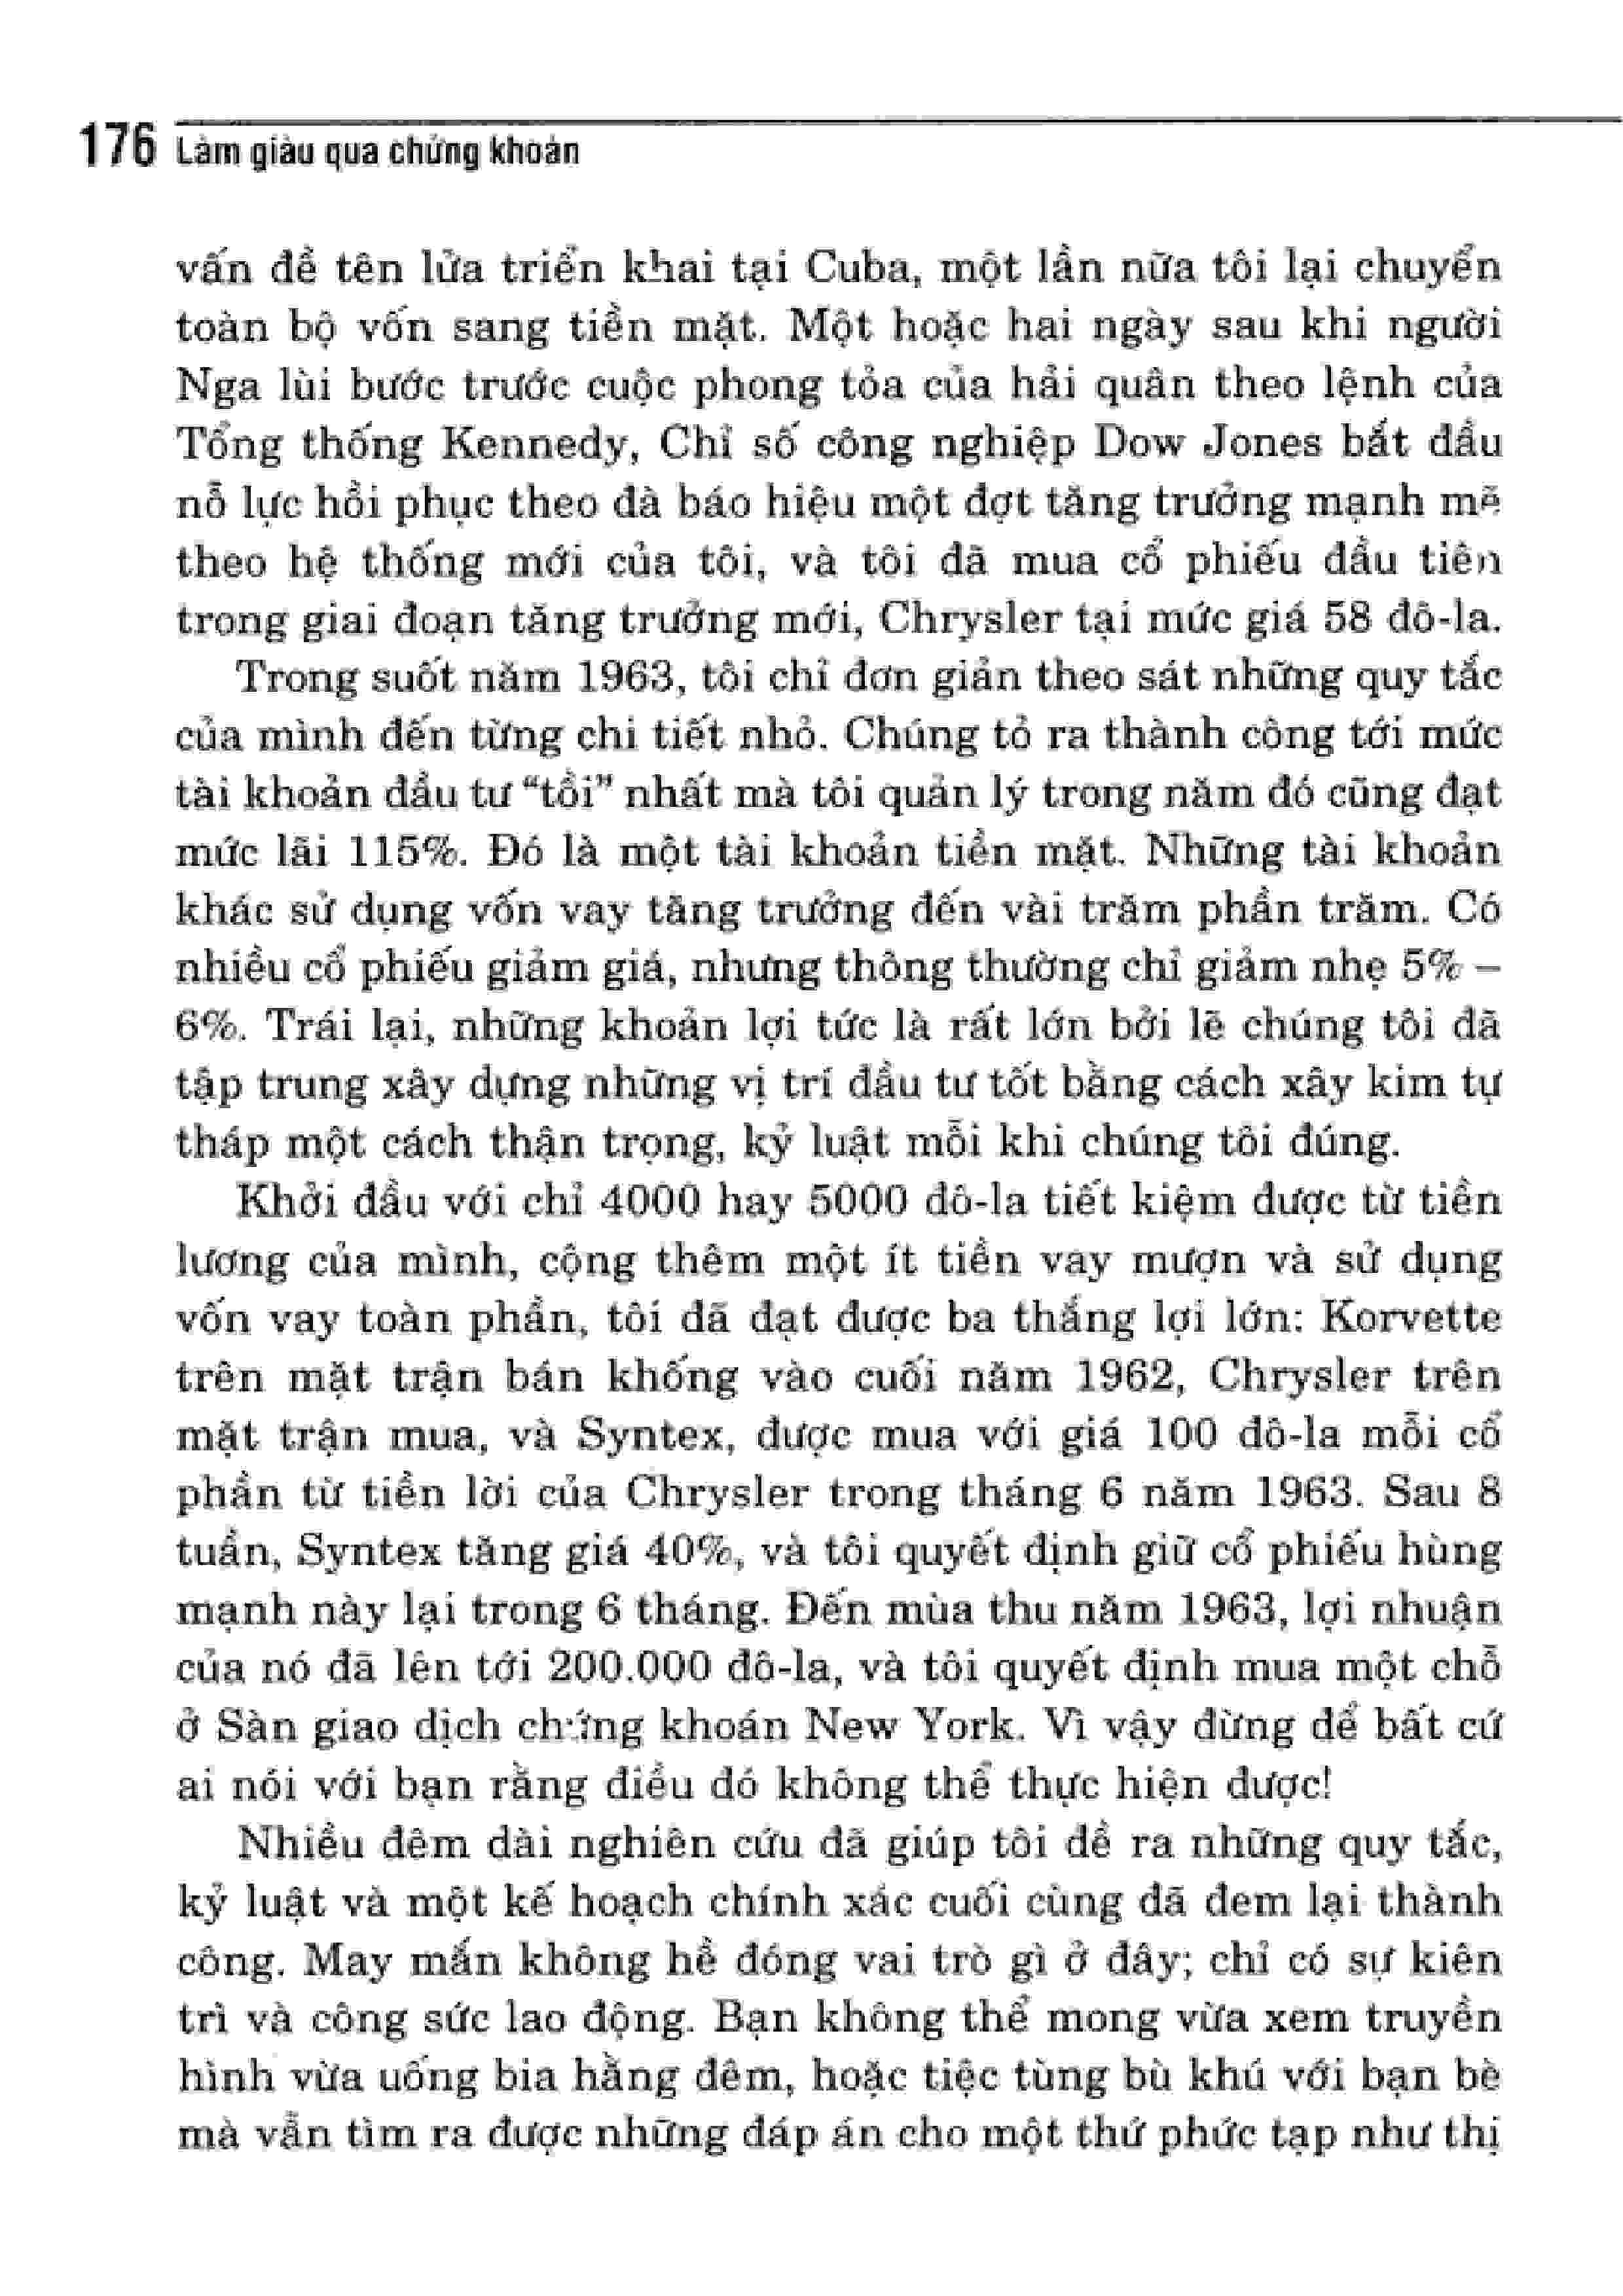 176 Làm giàu qua chứng khoán
vấn đề tên lửa triển khai tại Cuba, một lần nữa tôi lại chuyển
toàn bộ vốn sang tiền mặt. Một hoặc hai ngày sau khi người
Nga lùi bước trước cuộc phong tỏa của hải quân theo lệnh của
Tổng thống Kennedy, Chỉ số công nghiệp Dow Jones bắt đầu
nỗ lực hồi phục theo đà báo hiệu một đợt tăng trưởng mạnh mẽ
theo hệ thống mới của tôi, và tôi đã mua cổ phiếu đầu tiên
trong giai đoạn tăng trưởng mới, Chrysler tại mức giá 58 đô-la.
Trong suốt năm 1963, tôi chỉ đơn giản theo sát những quy tắc
của mình đến từng chi tiết nhỏ. Chúng tỏ ra thành công tới mức
tài khoản đầu tư “tồi” nhất mà tôi quản lý trong năm đó cũng đạt
mức lãi 115%. Đó là một tài khoản tiền mặt. Những tài khoản
khác sử dụng vốn vay tăng trưởng đến vài trăm phần trăm. Có
nhiều cổ phiếu giảm giá, nhưng thông thường chỉ giảm nhẹ 5% –
6%. Trái lại, những khoản lợi tức là rất lớn bởi lẽ chúng tôi đã
tập trung xây dựng những vị trí đầu tư tốt bằng cách xây kim tự
tháp một cách thận trọng, kỷ luật mỗi khi chúng tôi đúng.
Khởi đầu với chỉ 4000 hay 5000 đô-la tiết kiệm được từ tiền
lương của mình, cộng thêm một ít tiền vay mượn và sử dụng
vốn vay toàn phần, tôi đã đạt được ba thắng lợi lớn: Korvette
trên mặt trận bán khống vào cuối năm 1962, Chrysler trên
mặt trận mua, và Syntex, được mua với giá 100 đô-la mỗi cổ
phần từ tiền lời của Chrysler trong tháng 6 năm 1963. Sau 8
tuần, Syntex tăng giá 40%, và tôi quyết định giữ cổ phiếu hùng
mạnh này lại trong 6 tháng. Đến mùa thu năm 1963, lợi nhuận
của nó đã lên tới 200.000 đô-la, và tôi quyết định mua một chỗ
ở Sàn giao dịch chứng khoán New York. Vì vậy đừng để bất cứ
ai nói với bạn rằng điều đó không thể thực hiện được!
Nhiều đêm dài nghiên cứu đã giúp tôi đề ra những quy tắc,
kỷ luật và một kế hoạch chính xác cuối cùng đã đem lại thành
công. May mắn không hề đóng vai trò gì ở đây; chỉ có sự kiên
trì và công sức lao động. Bạn không thể mong vừa xem truyền
hình vừa uống bia hằng đêm, hoặc tiệc tùng bù khú với bạn bè
mà vẫn tìm ra được những đáp án cho một thứ phức tạp như thị